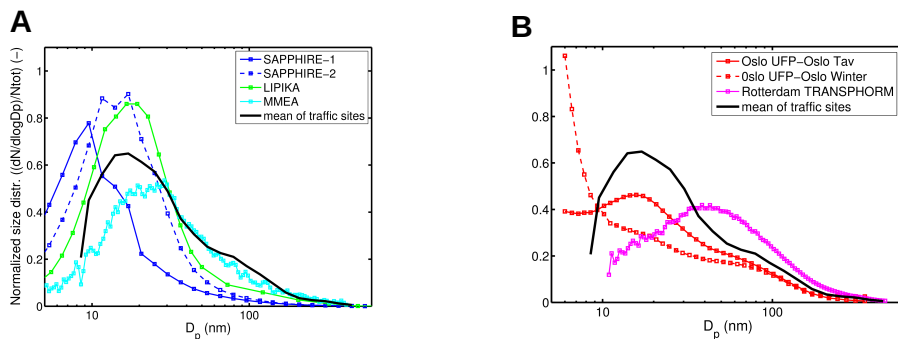 A
Normalized size distr. ((dN/dlogDp)/Ntot) (-)
1
0.8
0.6
0.4
0.2
0
10
100
D_p (nm)
SAPPHIRE-1
SAPPHIRE-2
LIPIKA
MMEA
mean of traffic sites
B
1
0.8
0.6
0.4
0.2
0
10
100
D_p (nm)
Oslo UFP-Oslo Tav
0slo UFP-Oslo Winter
Rotterdam TRANSPHORM
mean of traffic sites